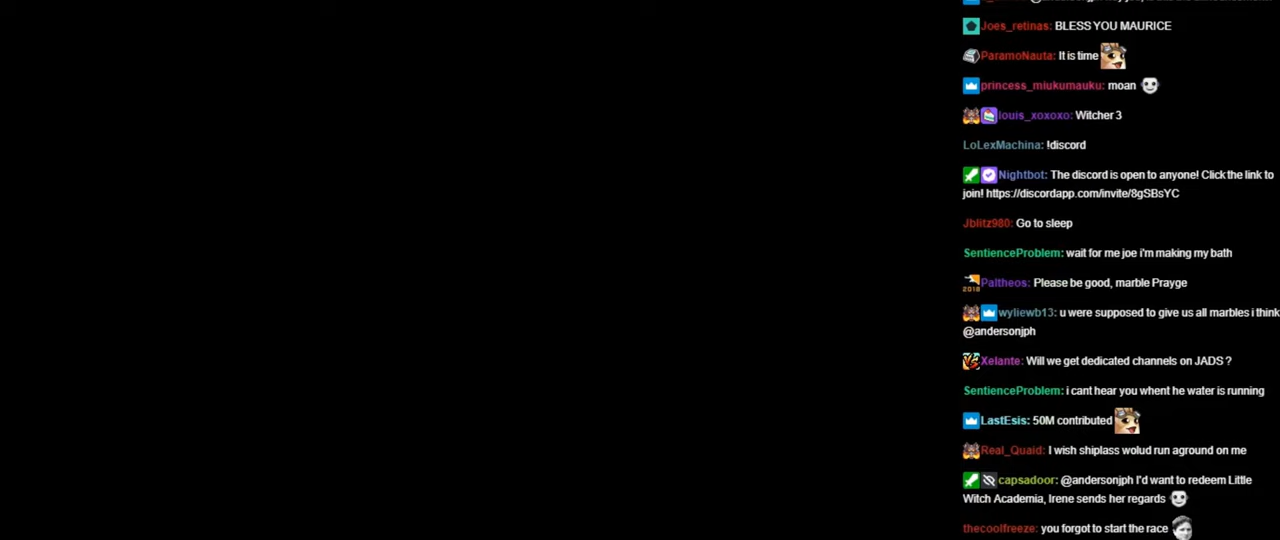 Joes_retinas: BLESS YOU MAURICE
ParamoNauta: It is time
princess_miukumauku: moan
louis_xoxoxo: Witcher 3
LoLexMachina: !discord
Nightbot: The discord is open to anyone! Click the link to
join! https://discordapp.com/invite/8gSBsYC
Jblitz980: Go to sleep
SentienceProblem: wait for me joe i'm making my bath
2018 Paltheos: Please be good, marble Prayge
wyliewb13: u were supposed to give us all marbles i think
@andersonjph
Xelante: Will we get dedicated channels on JADS ?
SentienceProblem: i cant hear you whent he water is running
LastEsis: 50M contributed
Real_Quaid: I wish shiplass wolud run aground on me
capsadoor: @andersonjph I'd want to redeem Little
Witch Academia, Irene sends her regards
thecoolfreeze: you forgot to start the race